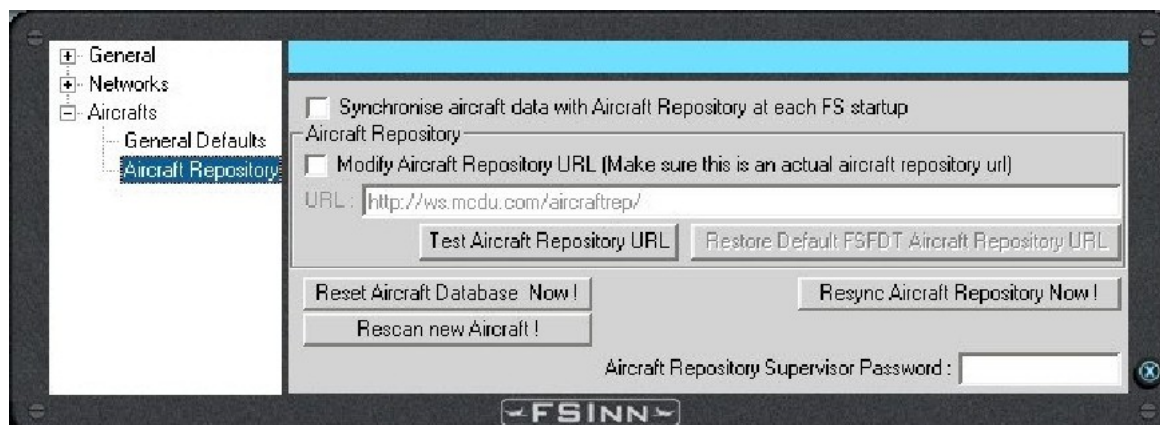 General
Networks
Aircrafts
General Defaults
Aircraft Repository
Synchronise aircraft data with Aircraft Repository at each FS startup
Aircraft Repository
Modify Aircraft Repository URL (Make sure this is an actual aircraft repository url)
URL : http://ws.mcdu.com/aircraftrep/
Test Aircraft Repository URL Restore Default FSFDT Aircraft Repository URL
Reset Aircraft Database Now ! Resync Aircraft Repository Now !
Rescan new Aircraft !
Aircraft Repository Supervisor Password :
FSINN